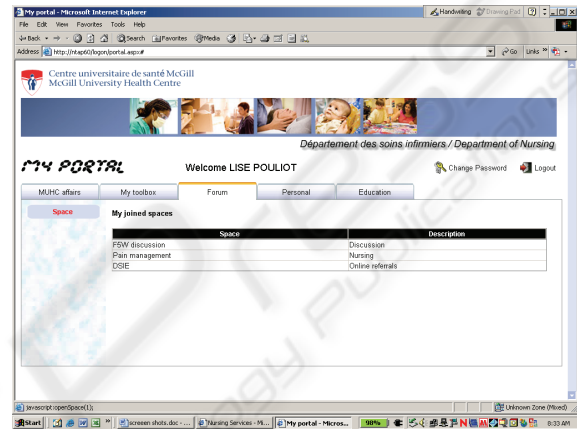 My portal - Microsoft Internet Explorer
Handwriting Drawing Pad
File Edit View Favorites Tools Help
Back Search Favorites Media
Address http://ntap60/logon/portal.aspx# Go Links
Centre universitaire de santé McGill
McGill University Health Centre
Département des soins infirmiers / Department of Nursing
MY PORTAL Welcome LISE POULIOT Change Password Logout
MUHC affairs My toolbox Forum Personal Education
Space My joined spaces
Space Description
F5W discussion Discussion
Pain management Nursing
DSIE Online referrals
javascript:openSpace(1); Unknown Zone (Mixed)
Start screeen shots.doc - ... Nursing Services - Mi... My portal - Micros... 98% 8:33 AM